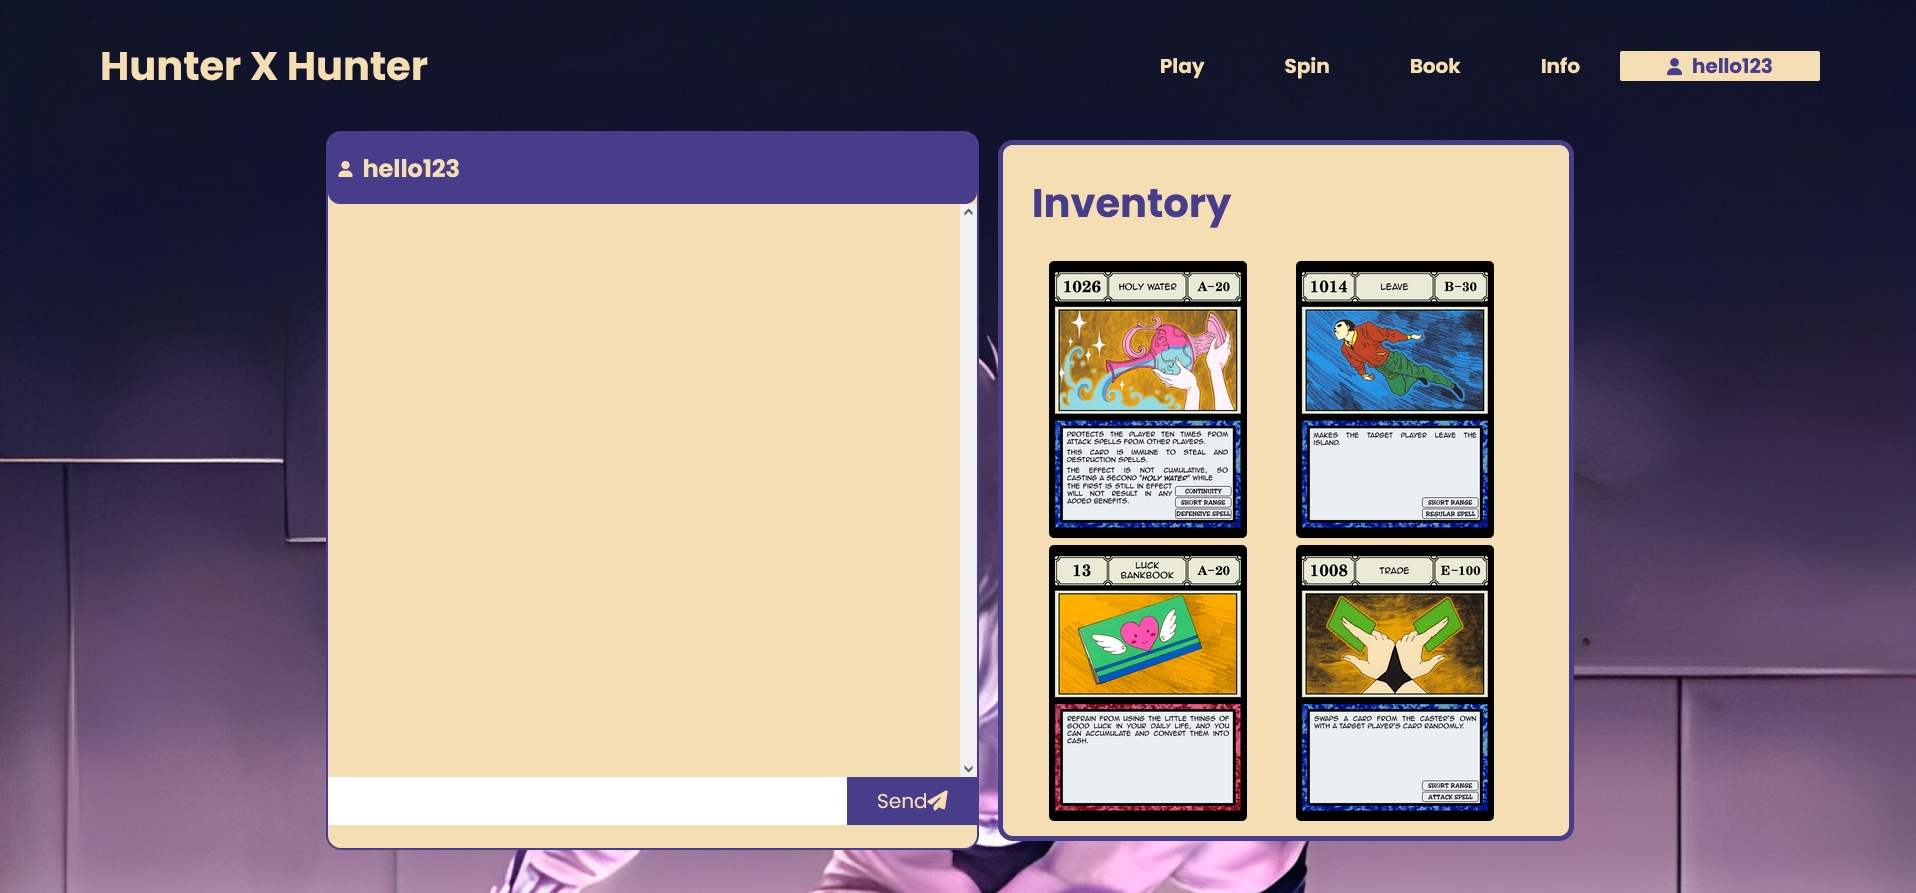 Hunter X Hunter
Play
Spin
Book
Info
hello123
hello123
Send
Inventory
1026
HOLY WATER
A-20
PROTECTS THE PLAYER TEN TIMES FROM
ATTACK SPELLS FROM OTHER PLAYERS.
THIS CARD IS IMMUNE TO STEAL AND
DESTRUCTION SPELLS.
THE EFFECT IS NOT CUMULATIVE, SO
CASTING A SECOND "HOLY WATER" WHILE
THE FIRST IS STILL IN EFFECT
WILL NOT RESULT IN ANY
ADDED BENEFITS.
CONTINUITY
SHORT RANGE
DEFENSIVE SPELL
1014
LEAVE
B-30
MAKES THE TARGET PLAYER LEAVE THE
ISLAND.
SHORT RANGE
REGULAR SPELL
13
LUCK
BANKBOOK
A-20
REFRAIN FROM USING THE LITTLE THINGS OF
GOOD LUCK IN YOUR DAILY LIFE, AND YOU
CAN ACCUMULATE AND CONVERT THEM INTO
CASH.
1008
TRADE
E-100
SWAPS A CARD FROM THE CASTER'S OWN
WITH A TARGET PLAYER'S CARD RANDOMLY.
SHORT RANGE
ATTACK SPELL